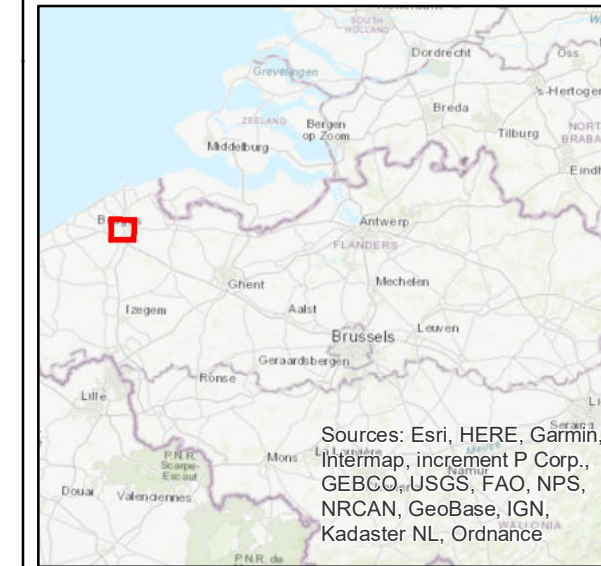 SOUTH
HOLLAND
Dordrecht
Oss
Grevelingen
's-Hertoger
Breda
ZEELAND
Bergen
op Zoom
Tilburg
NORT
BRABA
Middelburg
Eindh
Antwerp
FLANDERS
Ghent
Mechelen
Izegem
Aalst
Leuven
Brussels
Geraardsbergen
Ronse
Lille
Sources: Esri, HERE, Garmin,
Intermap, increment P Corp.,
GEBCO, USGS, FAO, NPS,
NRCAN, GeoBase, IGN,
Kadaster NL, Ordnance
Mons
Namur
P.N.R.
Scarpe-
Escaut
Douai
Valenciennes
WALLONIA
P.N.R. de